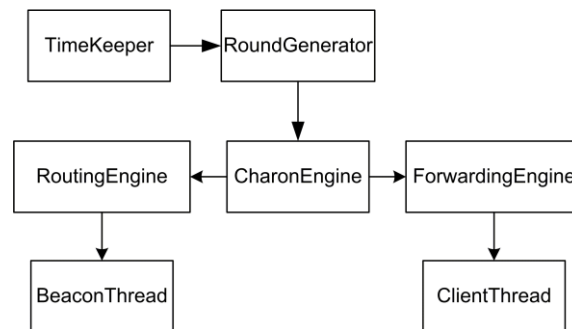 TimeKeeper
RoundGenerator
RoutingEngine
CharonEngine
ForwardingEngine
BeaconThread
ClientThread